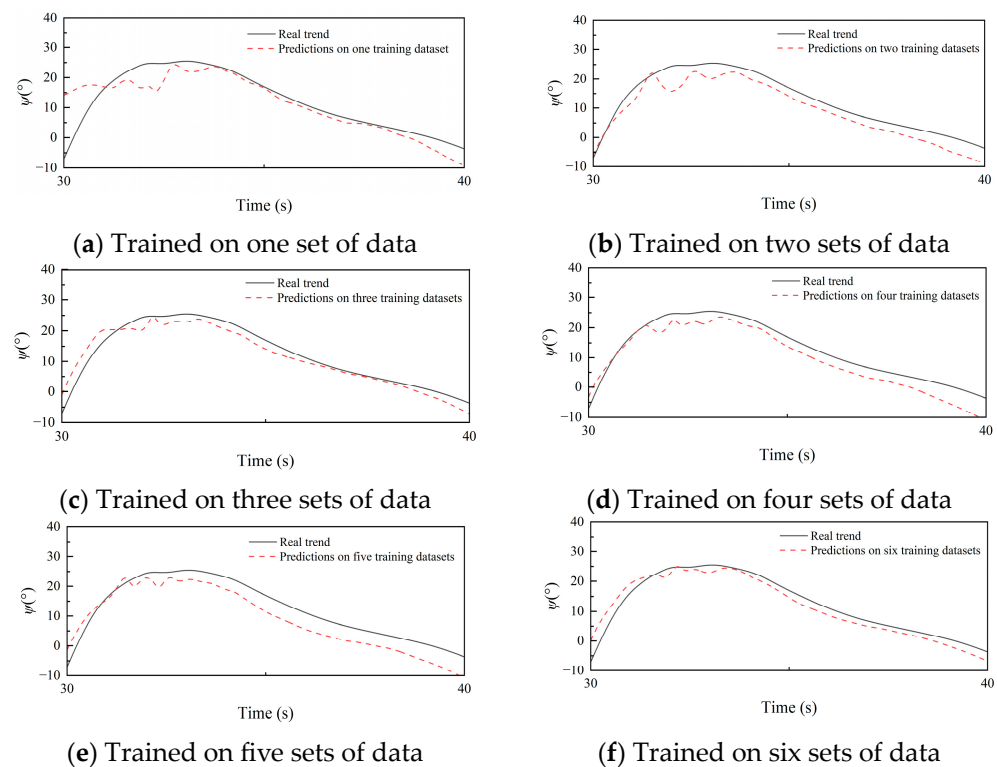 40
30
20
10
0
−10
ψ(°)
Real trend
Predictions on one training dataset
30
40
Time (s)
(a) Trained on one set of data
40
30
20
10
0
−10
ψ(°)
Real trend
Predictions on two training datasets
30
40
Time (s)
(b) Trained on two sets of data
40
30
20
10
0
−10
ψ(°)
Real trend
Predictions on three training datasets
30
40
Time (s)
(c) Trained on three sets of data
40
30
20
10
0
−10
ψ(°)
Real trend
Predictions on four training datasets
30
40
Time (s)
(d) Trained on four sets of data
40
30
20
10
0
−10
ψ(°)
Real trend
Predictions on five training datasets
30
40
Time (s)
(e) Trained on five sets of data
40
30
20
10
0
−10
ψ(°)
Real trend
Predictions on six training datasets
30
40
Time (s)
(f) Trained on six sets of data